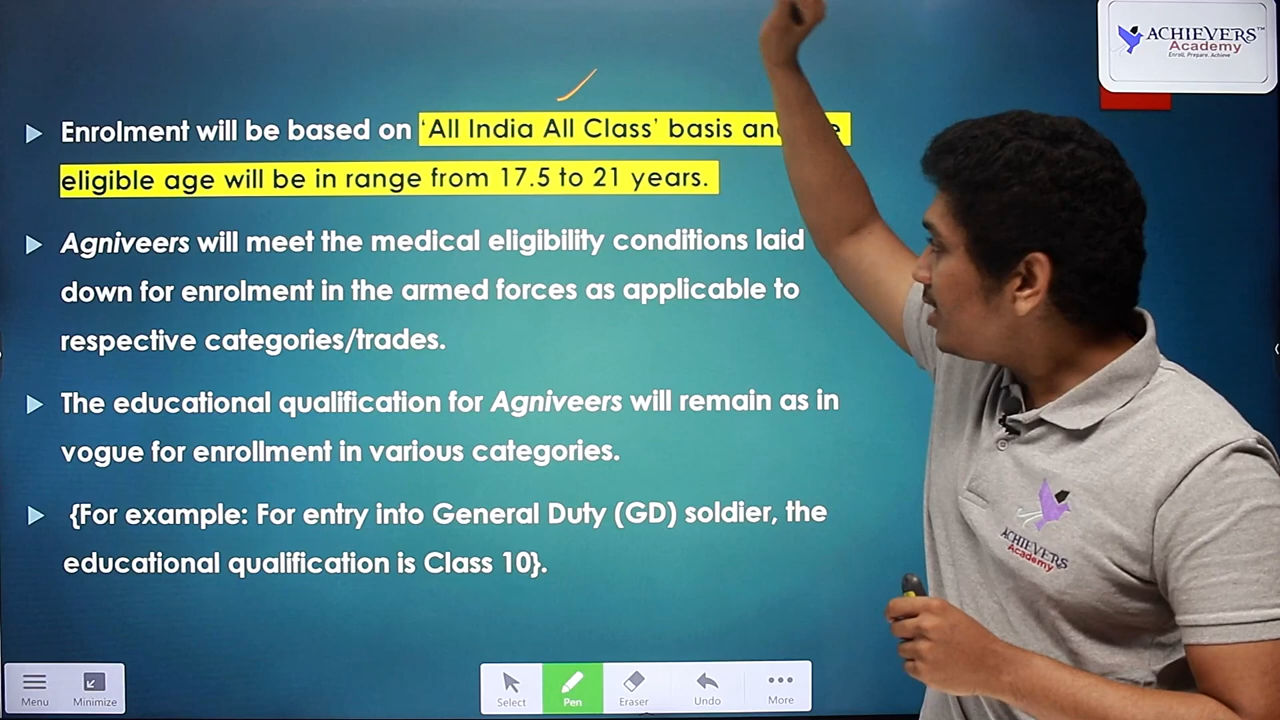 ACHIEVERS™
Academy
Enroll. Prepare. Achieve
Enrolment will be based on 'All India All Class' basis an e
eligible age will be in range from 17.5 to 21 years.
Agniveers will meet the medical eligibility conditions laid
down for enrolment in the armed forces as applicable to
respective categories/trades.
The educational qualification for Agniveers will remain as in
vogue for enrollment in various categories.
{For example: For entry into General Duty (GD) soldier, the
educational qualification is Class 10}.
ACHIEVERS
Academy
Menu
Minimize
Select
Pen
Eraser
Undo
More